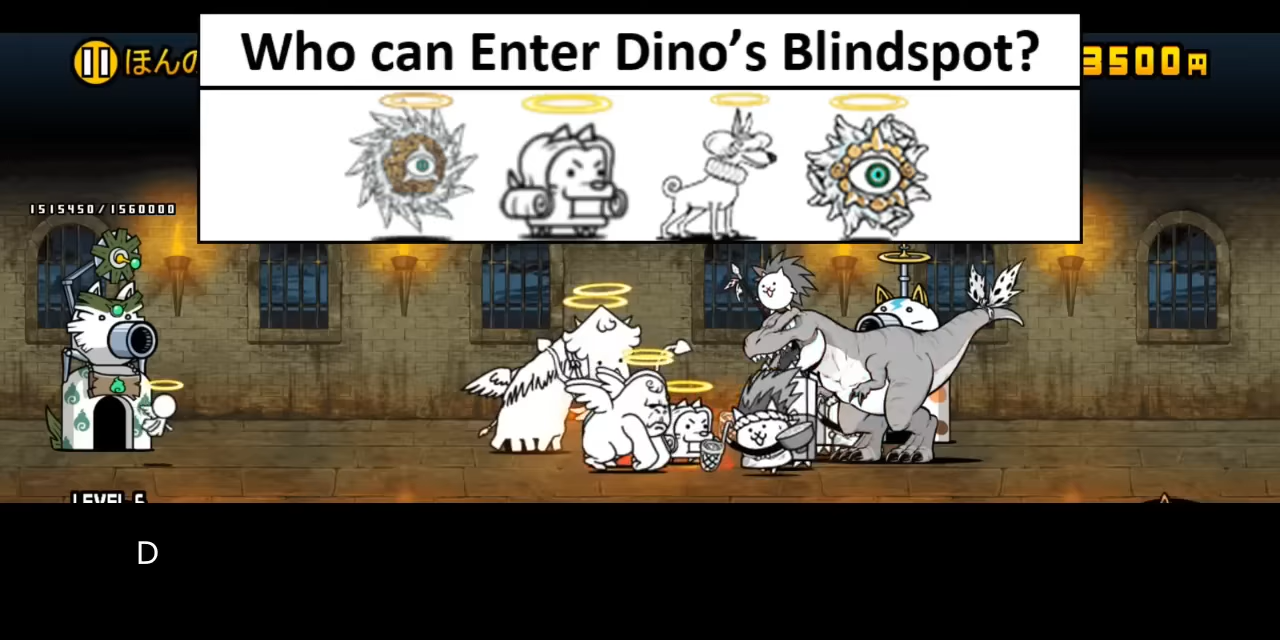 Who can Enter Dino's Blindspot?
ほんの
3500円
1515450/1560000
LEVEL 6
D